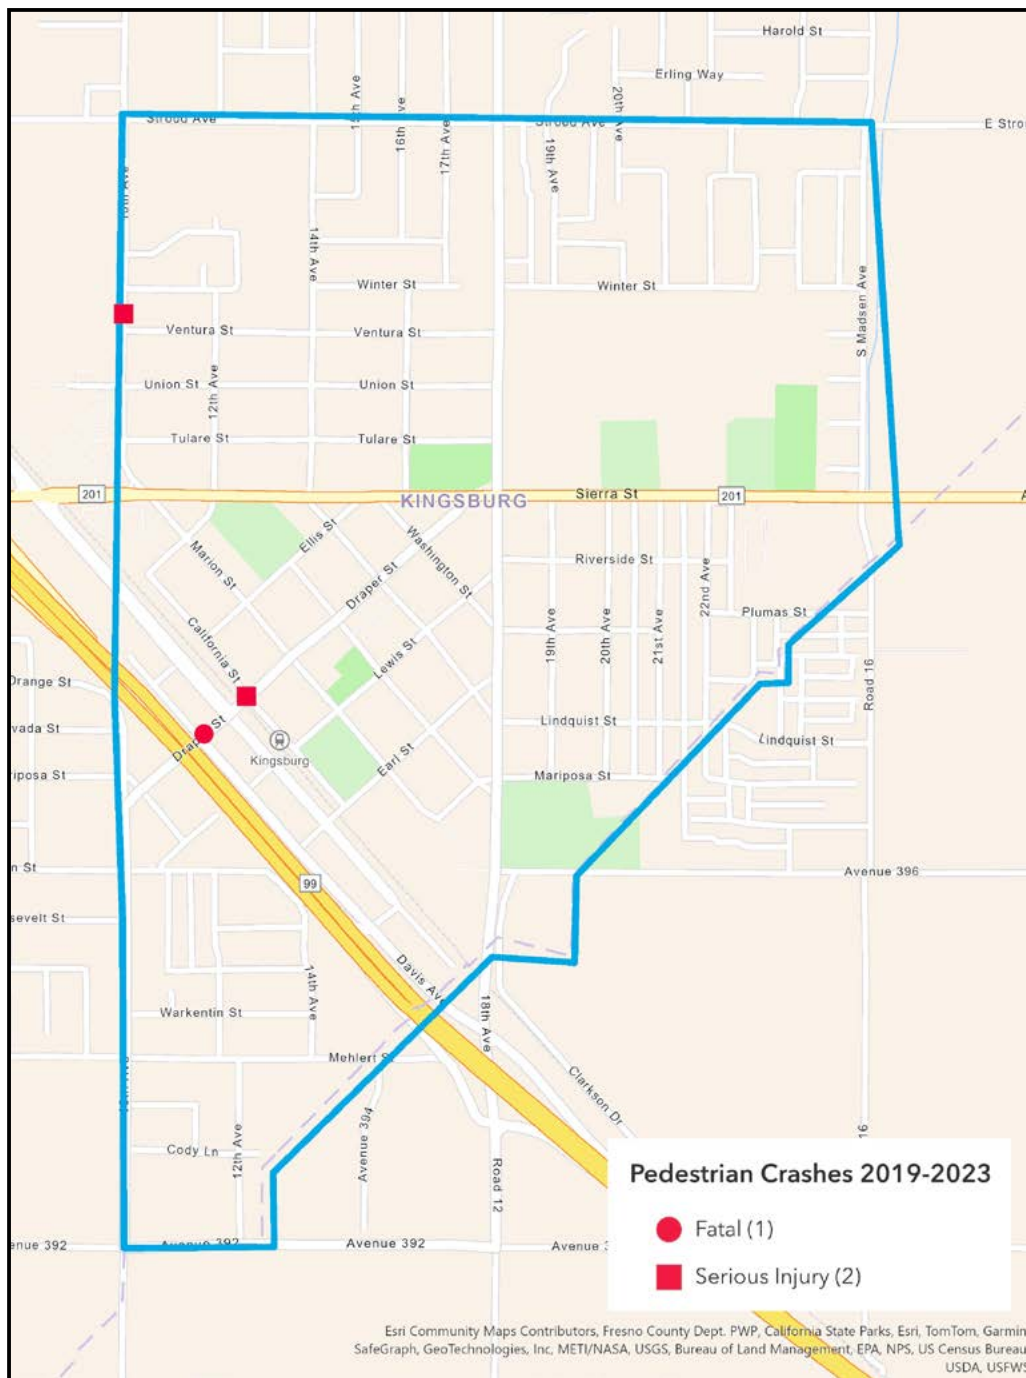 Harold St
Erling Way
20th Ave
15th Ave
16th Ave
17th Ave
19th Ave
Stroud Ave
Stroud Ave
E Stro
10th Ave
14th Ave
Winter St
Winter St
S Madsen Ave
Ventura St
Ventura St
Union St
Union St
12th Ave
Tulare St
Tulare St
201
KINGSBURG
Sierra St
201
Ellis St
Washington St
Marion St
Draper St
Riverside St
22nd Ave
Plumas St
California St
Lewis St
19th Ave
20th Ave
21st Ave
Road 16
Orange St
vada St
Draper St
Lindquist St
Lindquist St
Kingsburg
Earl St
riposa St
Mariposa St
n St
99
Avenue 396
sevelt St
Davis Ave
14th Ave
18th Ave
Warkentin St
Mehlert St
Clarkson Dr
Avenue 394
12th Ave
Cody Ln
16
Road 12
enue 392
Avenue 392
Avenue 392
Avenue 3
Pedestrian Crashes 2019-2023
Fatal (1)
Serious Injury (2)
Esri Community Maps Contributors, Fresno County Dept. PWP, California State Parks, Esri, TomTom, Garmin
SafeGraph, GeoTechnologies, Inc, METI/NASA, USGS, Bureau of Land Management, EPA, NPS, US Census Bureau
USDA, USFWS